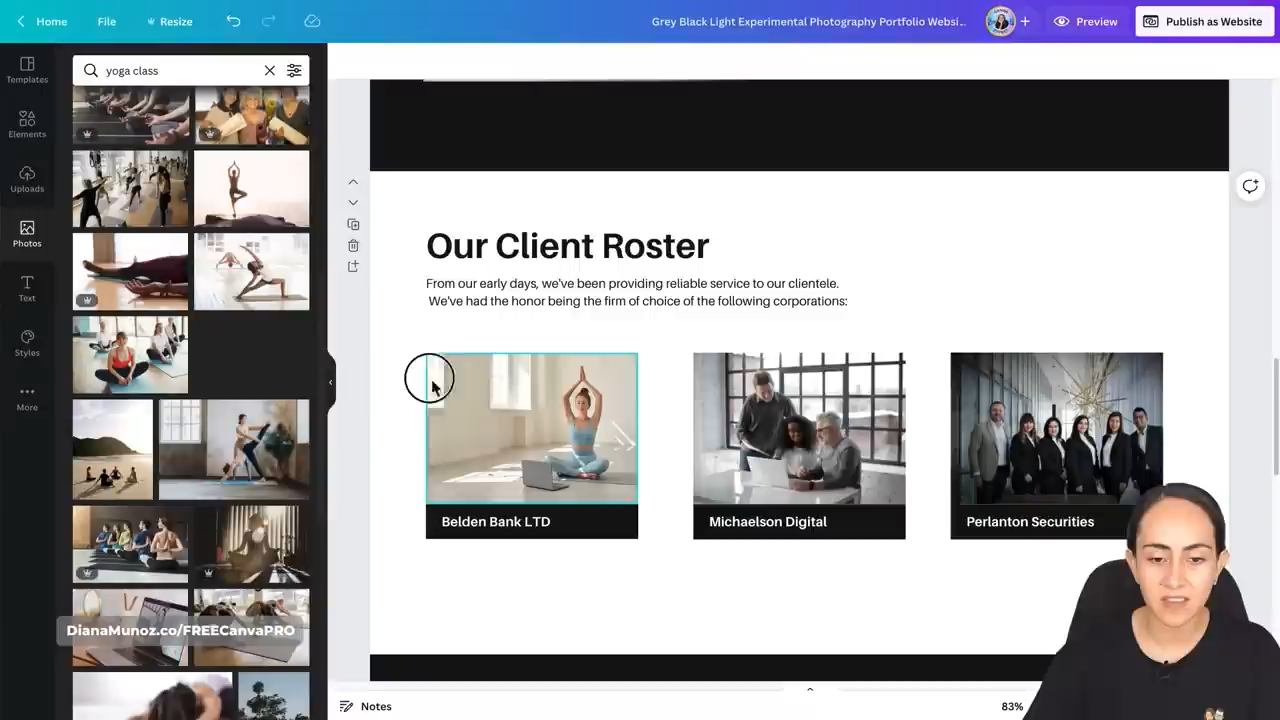 Home
File
Resize
Grey Black Light Experimental Photography Portfolio Websi...
Preview
Publish as Website
Templates
Elements
Uploads
Photos
Text
Styles
More
yoga class
Our Client Roster
From our early days, we've been providing reliable service to our clientele.
We've had the honor being the firm of choice of the following corporations:
Belden Bank LTD
Michaelson Digital
Perlanton Securities
DianaMunoz.co/FREECanvaPRO
Notes
83%